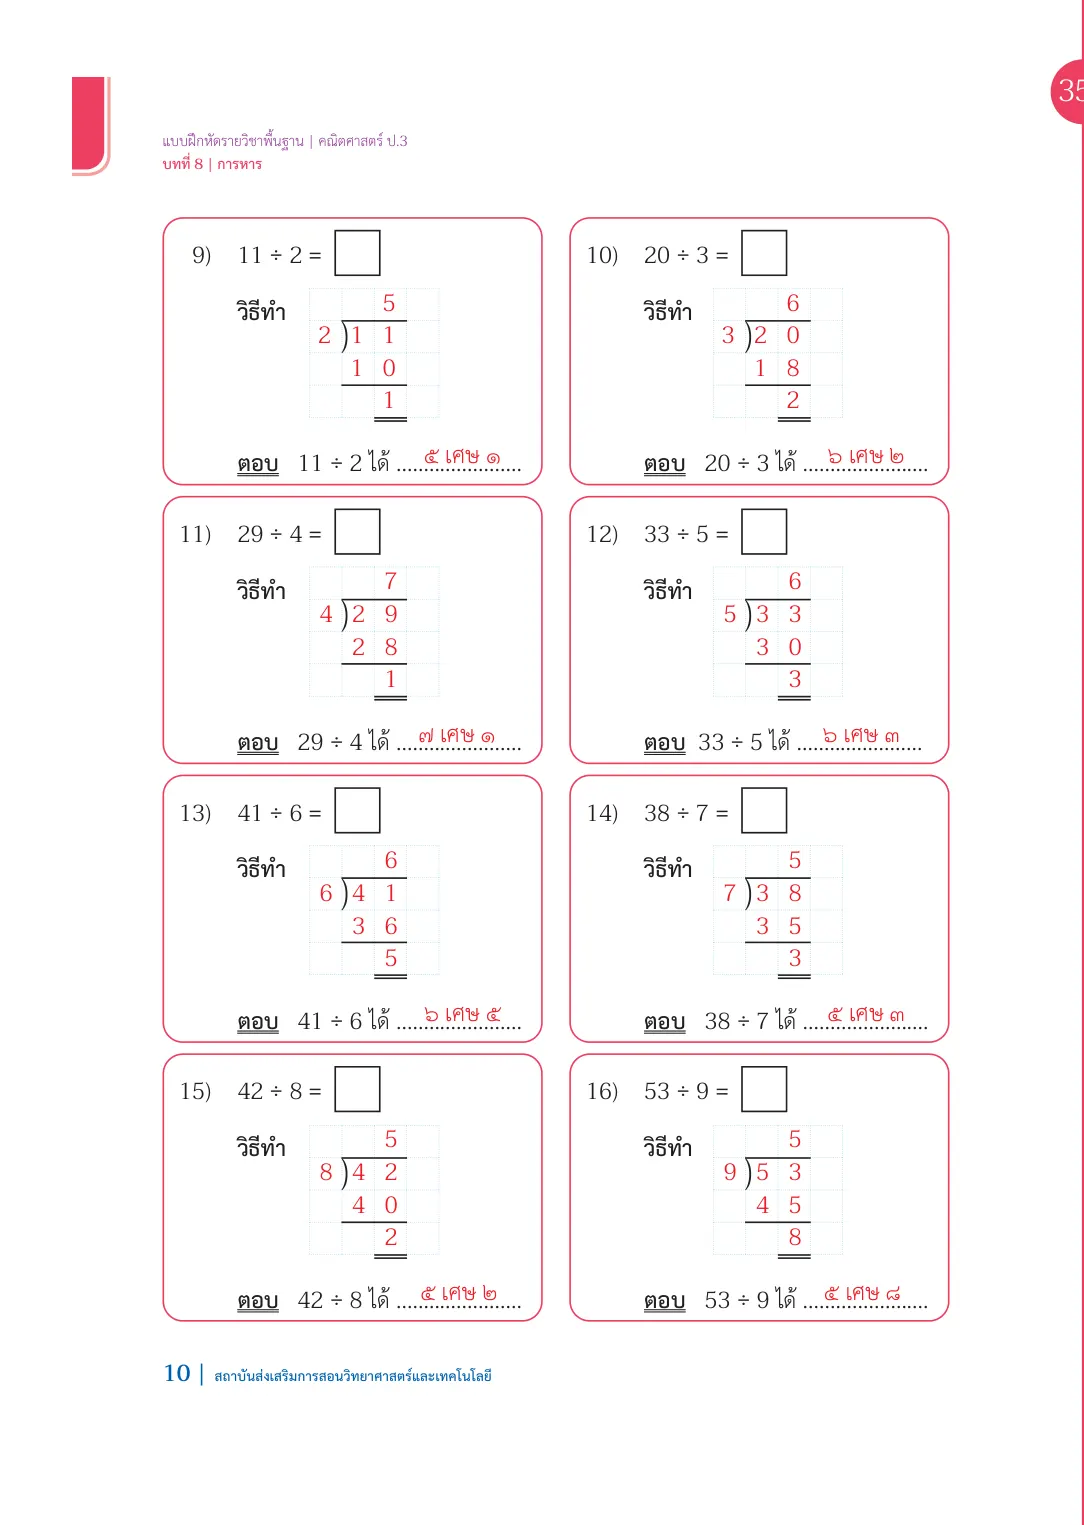 35
แบบฝึกหัดรายวิชาพื้นฐาน | คณิตศาสตร์ ป.3
บทที่ 8 | การหาร
9) 11 ÷ 2 =
วิธีทำ
5
2 ) 1 1
1 0
1
ตอบ 11 ÷ 2 ได้ ๕ เศษ ๑
10) 20 ÷ 3 =
วิธีทำ
6
3 ) 2 0
1 8
2
ตอบ 20 ÷ 3 ได้ ๖ เศษ ๒
11) 29 ÷ 4 =
วิธีทำ
7
4 ) 2 9
2 8
1
ตอบ 29 ÷ 4 ได้ ๗ เศษ ๑
12) 33 ÷ 5 =
วิธีทำ
6
5 ) 3 3
3 0
3
ตอบ 33 ÷ 5 ได้ ๖ เศษ ๓
13) 41 ÷ 6 =
วิธีทำ
6
6 ) 4 1
3 6
5
ตอบ 41 ÷ 6 ได้ ๖ เศษ ๕
14) 38 ÷ 7 =
วิธีทำ
5
7 ) 3 8
3 5
3
ตอบ 38 ÷ 7 ได้ ๕ เศษ ๓
15) 42 ÷ 8 =
วิธีทำ
5
8 ) 4 2
4 0
2
ตอบ 42 ÷ 8 ได้ ๕ เศษ ๒
16) 53 ÷ 9 =
วิธีทำ
5
9 ) 5 3
4 5
8
ตอบ 53 ÷ 9 ได้ ๕ เศษ ๘
10 | สถาบันส่งเสริมการสอนวิทยาศาสตร์และเทคโนโลยี